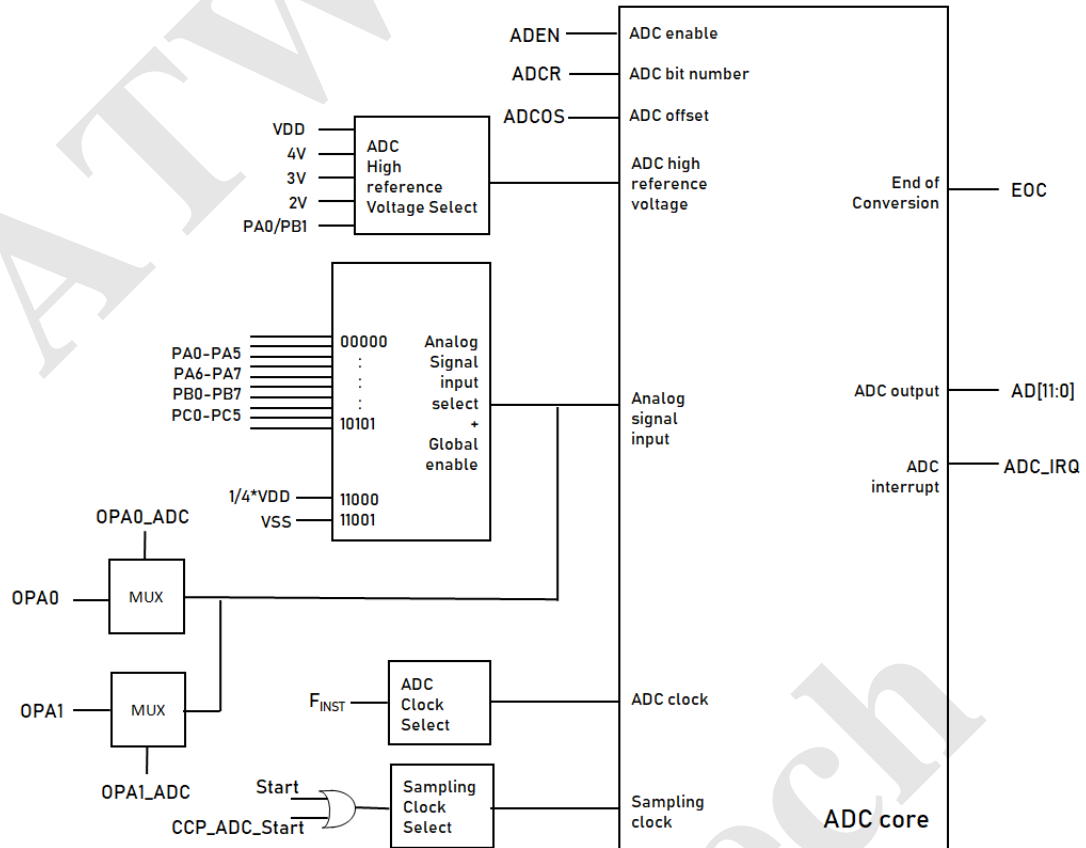 ADEN
ADC enable
ADCR
ADC bit number
ADCOS
ADC offset
VDD
4V
3V
2V
PA0/PB1
ADC
High
reference
Voltage Select
ADC high
reference
voltage
End of
Conversion
EOC
PA0-PA5
PA6-PA7
PB0-PB7
PC0-PC5
00000
:
:
:
10101
Analog
Signal
input
select
+
Global
enable
1/4*VDD
11000
VSS
11001
Analog
signal
input
ADC output
AD[11:0]
ADC
interrupt
ADC_IRQ
OPA0_ADC
OPA0
MUX
OPA1
MUX
OPA1_ADC
FINST
ADC
Clock
Select
ADC clock
Start
CCP_ADC_Start
Sampling
Clock
Select
Sampling
clock
ADC core
ATW
ech